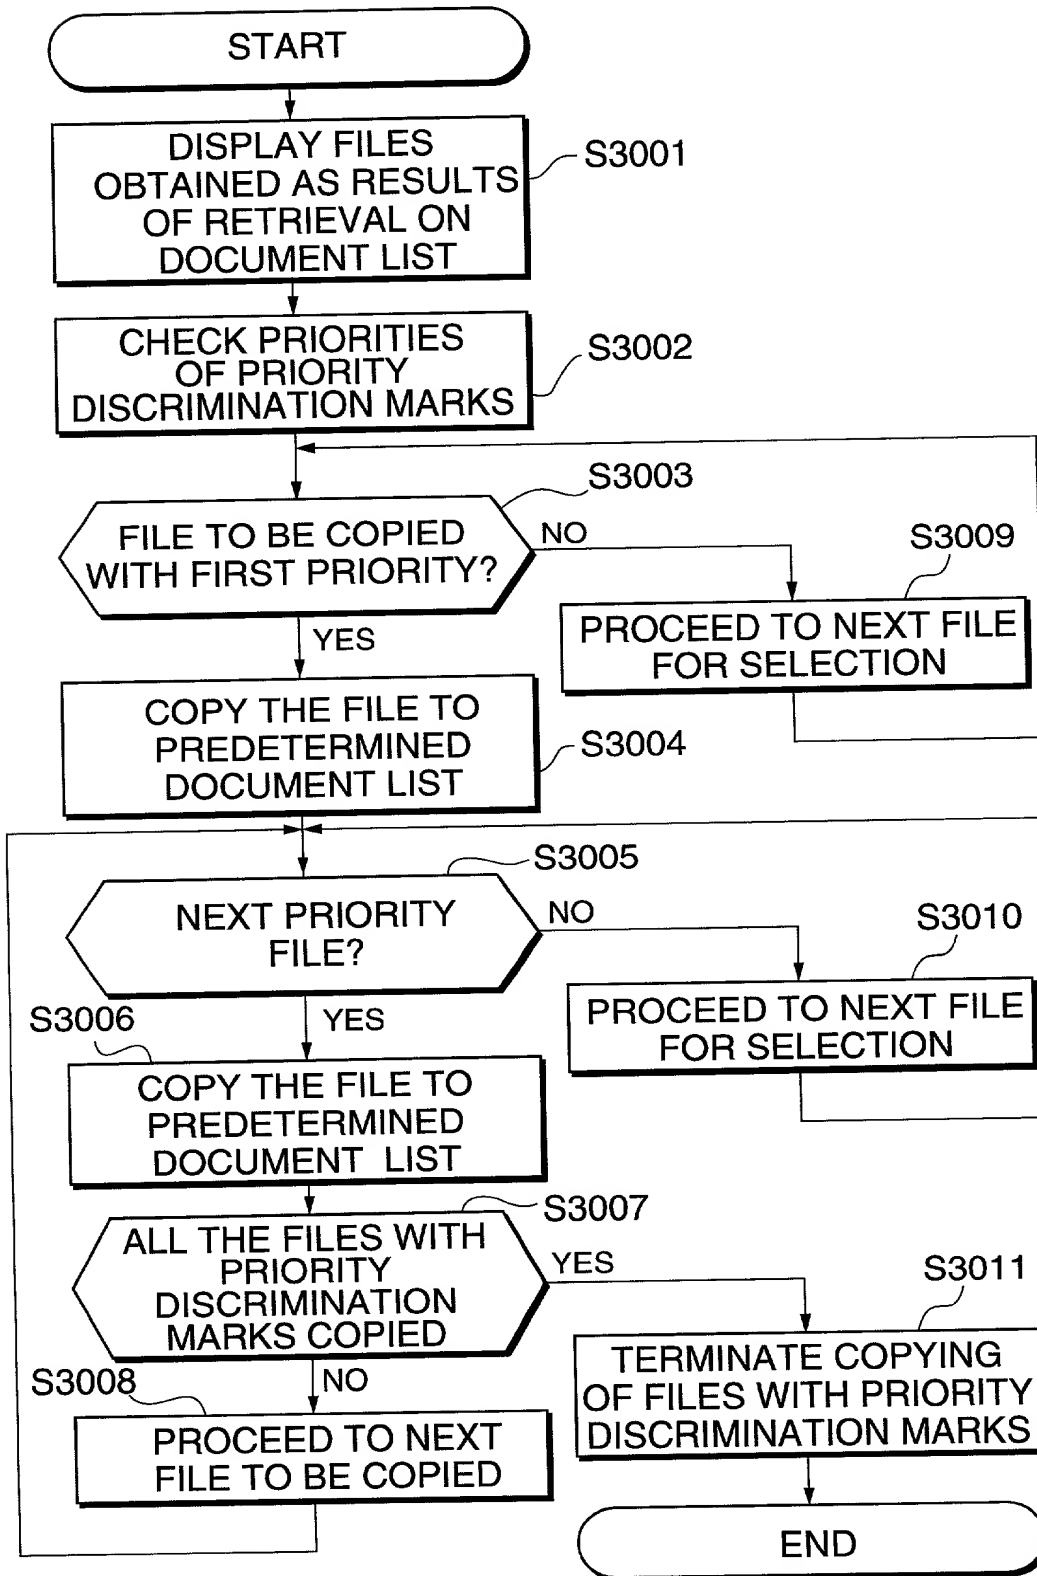 START
DISPLAY FILES
OBTAINED AS RESULTS
OF RETRIEVAL ON
DOCUMENT LIST
S3001
CHECK PRIORITIES
OF PRIORITY
DISCRIMINATION MARKS
S3002
S3003
FILE TO BE COPIED
WITH FIRST PRIORITY?
NO
YES
S3009
PROCEED TO NEXT FILE
FOR SELECTION
COPY THE FILE TO
PREDETERMINED
DOCUMENT LIST
S3004
S3005
NEXT PRIORITY
FILE?
NO
YES
S3010
PROCEED TO NEXT FILE
FOR SELECTION
S3006
COPY THE FILE TO
PREDETERMINED
DOCUMENT LIST
S3007
ALL THE FILES WITH
PRIORITY
DISCRIMINATION
MARKS COPIED
YES
NO
S3011
TERMINATE COPYING
OF FILES WITH PRIORITY
DISCRIMINATION MARKS
S3008
PROCEED TO NEXT
FILE TO BE COPIED
END